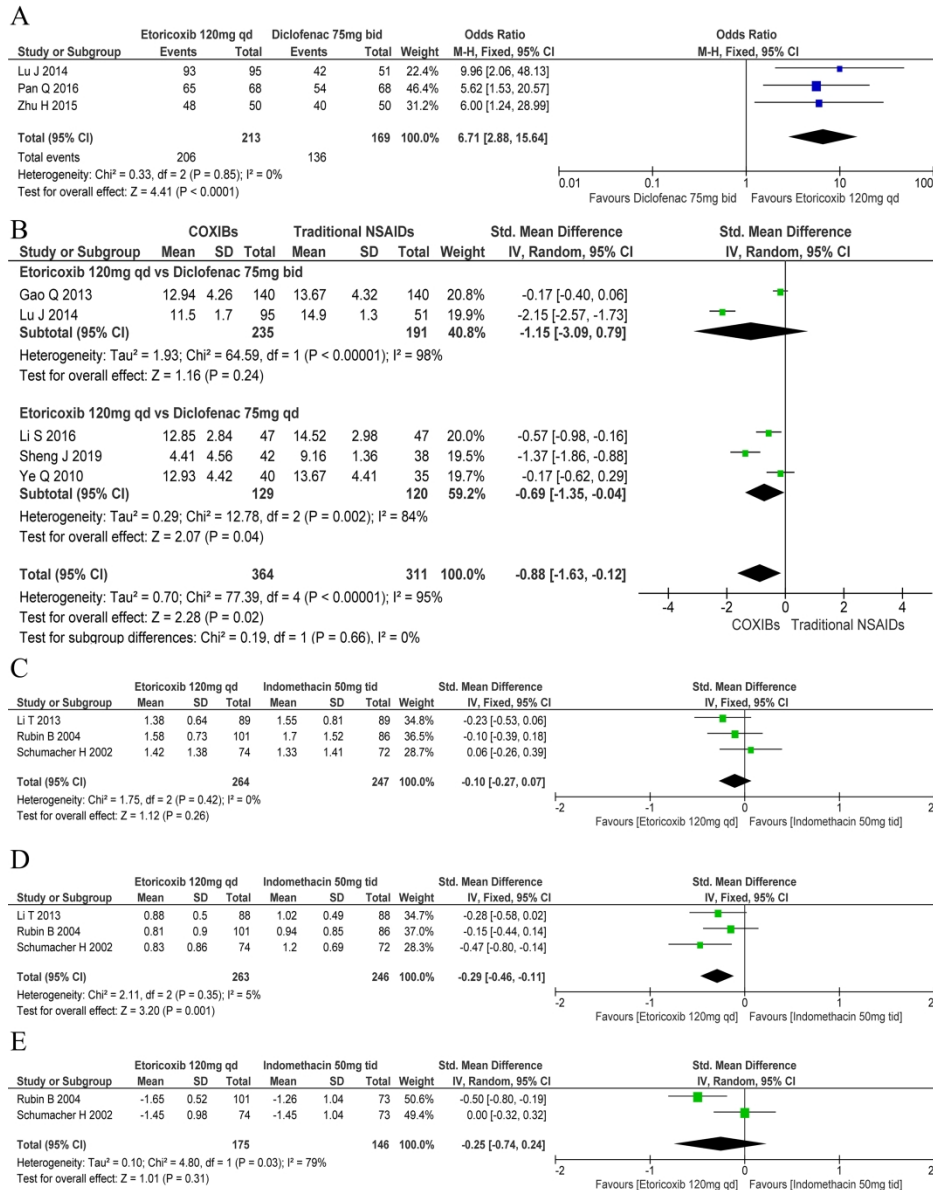 A
Etoricoxib 120mg qd Diclofenac 75mg bid Odds Ratio Odds Ratio
Study or Subgroup Events Total Events Total Weight M-H, Fixed, 95% CI M-H, Fixed, 95% CI
Lu J 2014 93 95 42 51 22.4% 9.96 [2.06, 48.13]
Pan Q 2016 65 68 54 68 46.4% 5.62 [1.53, 20.57]
Zhu H 2015 48 50 40 50 31.2% 6.00 [1.24, 28.99]
Total (95% CI) 213 169 100.0% 6.71 [2.88, 15.64]
Total events 206 136
Heterogeneity: Chi² = 0.33, df = 2 (P = 0.85); I² = 0%
Test for overall effect: Z = 4.41 (P < 0.0001)
0.01 0.1 1 10 100
Favours Diclofenac 75mg bid Favours Etoricoxib 120mg qd
B
COXIBs Traditional NSAIDs Std. Mean Difference Std. Mean Difference
Study or Subgroup Mean SD Total Mean SD Total Weight IV, Random, 95% CI IV, Random, 95% CI
Etoricoxib 120mg qd vs Diclofenac 75mg bid
Gao Q 2013 12.94 4.26 140 13.67 4.32 140 20.8% -0.17 [-0.40, 0.06]
Lu J 2014 11.5 1.7 95 14.9 1.3 51 19.9% -2.15 [-2.57, -1.73]
Subtotal (95% CI) 235 191 40.8% -1.15 [-3.09, 0.79]
Heterogeneity: Tau² = 1.93; Chi² = 64.59, df = 1 (P < 0.00001); I² = 98%
Test for overall effect: Z = 1.16 (P = 0.24)
Etoricoxib 120mg qd vs Diclofenac 75mg qd
Li S 2016 12.85 2.84 47 14.52 2.98 47 20.0% -0.57 [-0.98, -0.16]
Sheng J 2019 4.41 4.56 42 9.16 1.36 38 19.5% -1.37 [-1.86, -0.88]
Ye Q 2010 12.93 4.42 40 13.67 4.41 35 19.7% -0.17 [-0.62, 0.29]
Subtotal (95% CI) 129 120 59.2% -0.69 [-1.35, -0.04]
Heterogeneity: Tau² = 0.29; Chi² = 12.78, df = 2 (P = 0.002); I² = 84%
Test for overall effect: Z = 2.07 (P = 0.04)
Total (95% CI) 364 311 100.0% -0.88 [-1.63, -0.12]
Heterogeneity: Tau² = 0.70; Chi² = 77.39, df = 4 (P < 0.00001); I² = 95%
Test for overall effect: Z = 2.28 (P = 0.02)
Test for subgroup differences: Chi² = 0.19, df = 1 (P = 0.66), I² = 0%
-4 -2 0 2 4
COXIBs Traditional NSAIDs
C
Etoricoxib 120mg qd Indomethacin 50mg tid Std. Mean Difference Std. Mean Difference
Study or Subgroup Mean SD Total Mean SD Total Weight IV, Fixed, 95% CI IV, Fixed, 95% CI
Li T 2013 1.38 0.64 89 1.55 0.81 89 34.8% -0.23 [-0.53, 0.06]
Rubin B 2004 1.58 0.73 101 1.7 1.52 86 36.5% -0.10 [-0.39, 0.18]
Schumacher H 2002 1.42 1.38 74 1.33 1.41 72 28.7% 0.06 [-0.26, 0.39]
Total (95% CI) 264 247 100.0% -0.10 [-0.27, 0.07]
Heterogeneity: Chi² = 1.75, df = 2 (P = 0.42); I² = 0%
Test for overall effect: Z = 1.12 (P = 0.26)
-2 -1 0 1 2
Favours [Etoricoxib 120mg qd] Favours [Indomethacin 50mg tid]
D
Etoricoxib 120mg qd Indomethacin 50mg tid Std. Mean Difference Std. Mean Difference
Study or Subgroup Mean SD Total Mean SD Total Weight IV, Fixed, 95% CI IV, Fixed, 95% CI
Li T 2013 0.88 0.5 88 1.02 0.49 88 34.7% -0.28 [-0.58, 0.02]
Rubin B 2004 0.81 0.9 101 0.94 0.85 86 37.0% -0.15 [-0.44, 0.14]
Schumacher H 2002 0.83 0.86 74 1.2 0.69 72 28.3% -0.47 [-0.80, -0.14]
Total (95% CI) 263 246 100.0% -0.29 [-0.46, -0.11]
Heterogeneity: Chi² = 2.11, df = 2 (P = 0.35); I² = 5%
Test for overall effect: Z = 3.20 (P = 0.001)
-2 -1 0 1 2
Favours [Etoricoxib 120mg qd] Favours [Indomethacin 50mg tid]
E
Etoricoxib 120mg qd Indomethacin 50mg tid Std. Mean Difference Std. Mean Difference
Study or Subgroup Mean SD Total Mean SD Total Weight IV, Random, 95% CI IV, Random, 95% CI
Rubin B 2004 -1.65 0.52 101 -1.26 1.04 73 50.6% -0.50 [-0.80, -0.19]
Schumacher H 2002 -1.45 0.98 74 -1.45 1.04 73 49.4% 0.00 [-0.32, 0.32]
Total (95% CI) 175 146 100.0% -0.25 [-0.74, 0.24]
Heterogeneity: Tau² = 0.10; Chi² = 4.80, df = 1 (P = 0.03); I² = 79%
Test for overall effect: Z = 1.01 (P = 0.31)
-2 -1 0 1 2
Favours [Etoricoxib 120mg qd] Favours [Indomethacin 50mg tid]